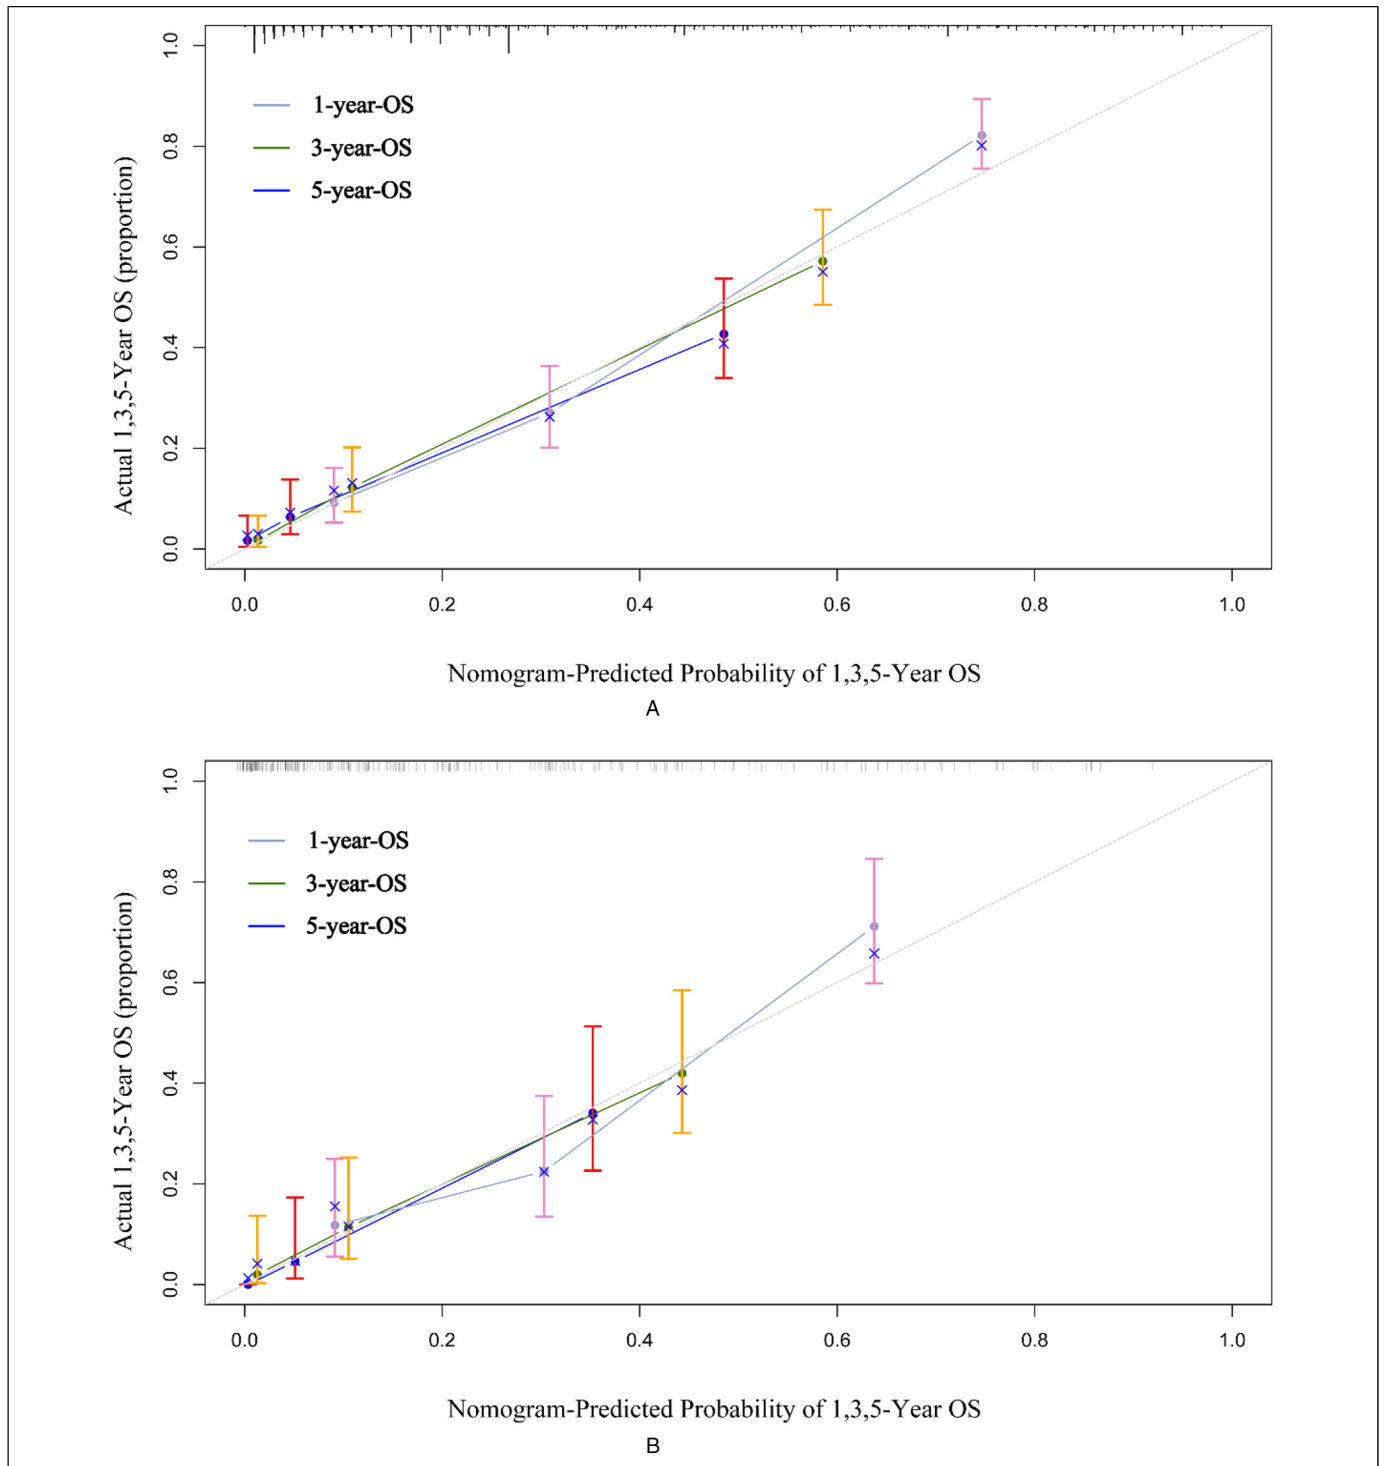 1.0
0.8
0.6
0.4
0.2
0.0
Actual 1,3,5-Year OS (proportion)
1-year-OS
3-year-OS
5-year-OS
0.0 0.2 0.4 0.6 0.8 1.0
Nomogram-Predicted Probability of 1,3,5-Year OS
A
1.0
0.8
0.6
0.4
0.2
0.0
Actual 1,3,5-Year OS (proportion)
1-year-OS
3-year-OS
5-year-OS
0.0 0.2 0.4 0.6 0.8 1.0
Nomogram-Predicted Probability of 1,3,5-Year OS
B